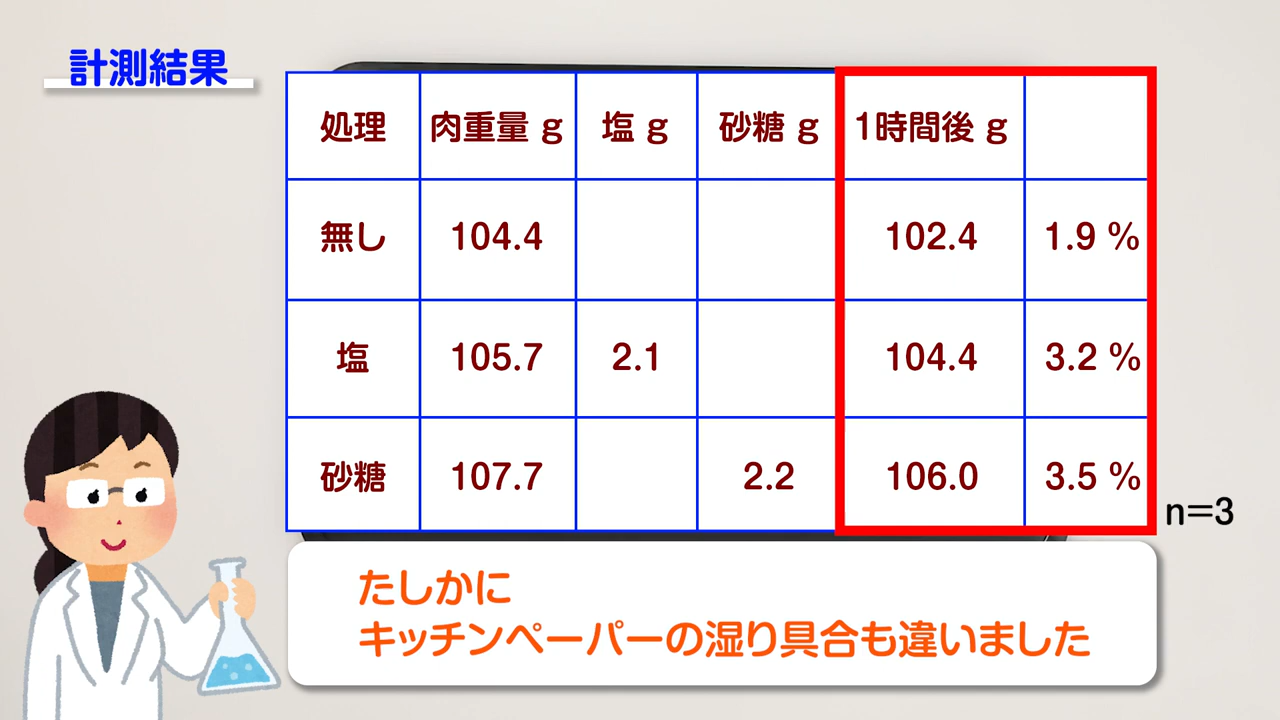 計測結果
処理 肉重量 g 塩 g 砂糖 g 1時間後 g
無し 104.4 102.4 1.9 %
塩 105.7 2.1 104.4 3.2 %
砂糖 107.7 2.2 106.0 3.5 %
n=3
たしかに
キッチンペーパーの湿り具合も違いました